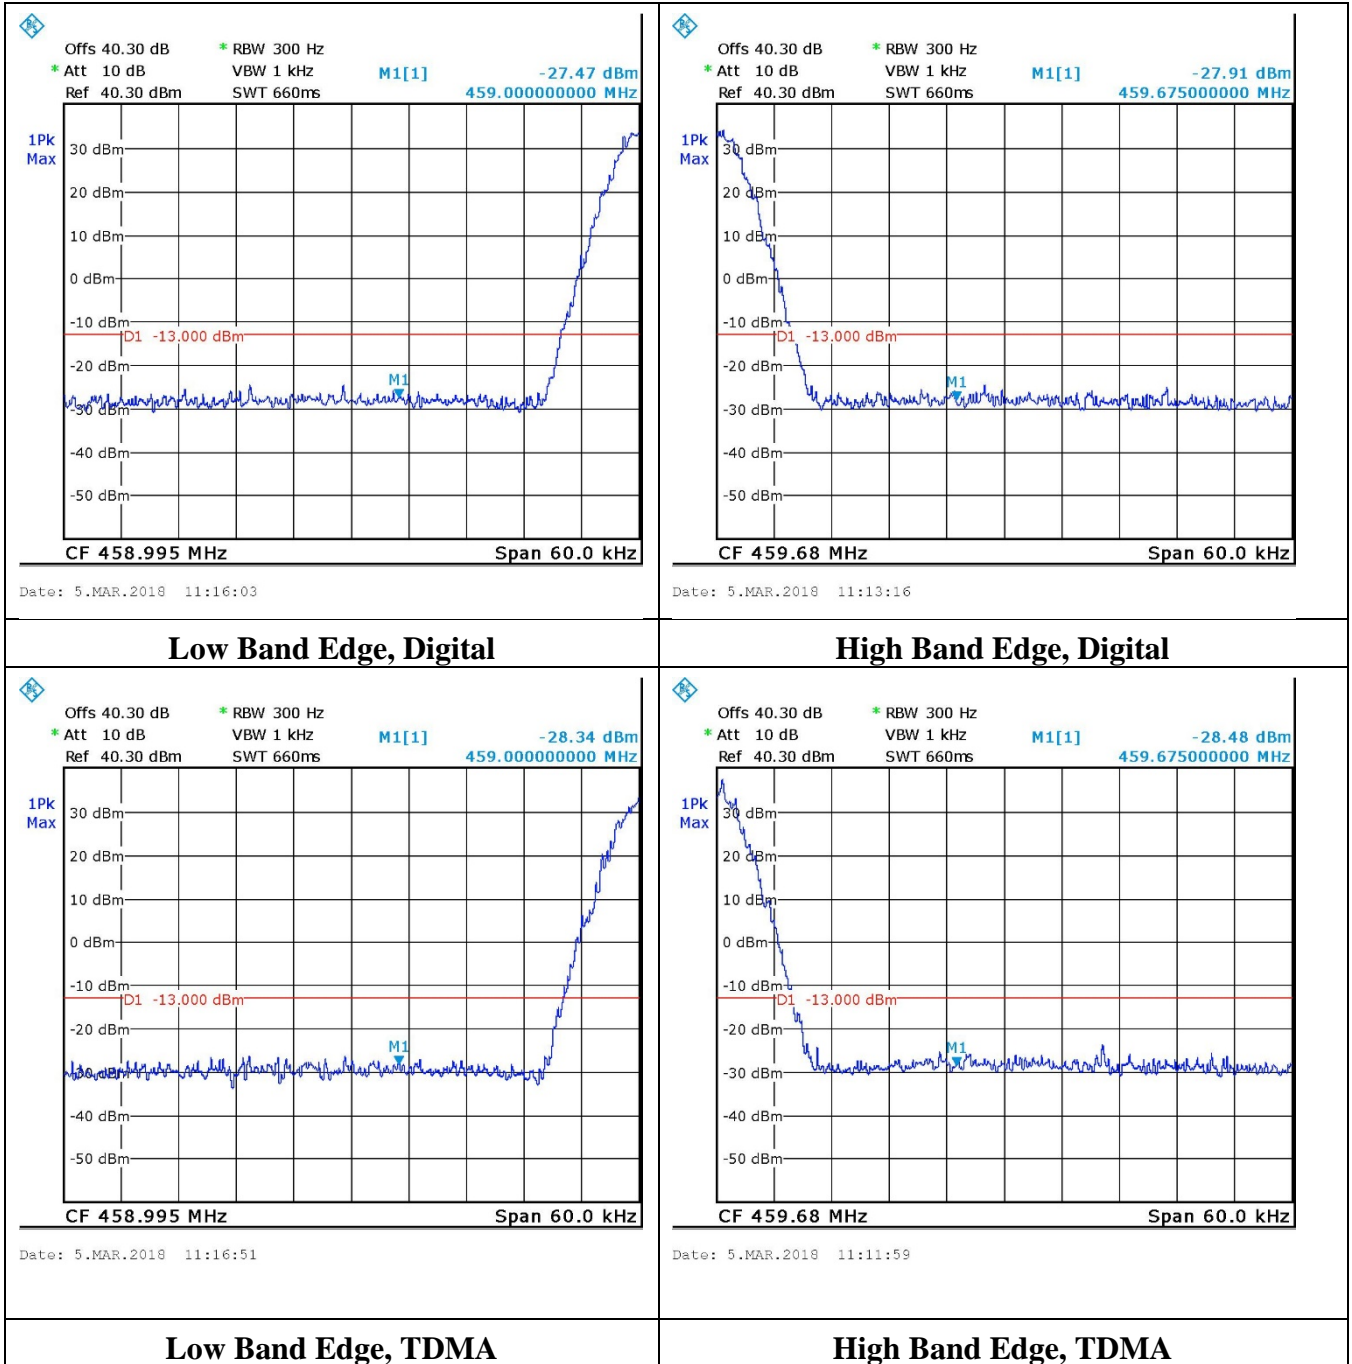 Offs 40.30 dB * RBW 300 Hz
* Att 10 dB VBW 1 kHz M1[1] -27.47 dBm
Ref 40.30 dBm SWT 660ms 459.000000000 MHz
1Pk
Max
30 dBm
20 dBm
10 dBm
0 dBm
-10 dBm
D1 -13.000 dBm
-20 dBm
M1
-30 dBm
-40 dBm
-50 dBm
CF 458.995 MHz Span 60.0 kHz
Date: 5.MAR.2018 11:16:03
Low Band Edge, Digital
Offs 40.30 dB * RBW 300 Hz
* Att 10 dB VBW 1 kHz M1[1] -27.91 dBm
Ref 40.30 dBm SWT 660ms 459.675000000 MHz
1Pk
Max
30 dBm
20 dBm
10 dBm
0 dBm
-10 dBm
D1 -13.000 dBm
-20 dBm
M1
-30 dBm
-40 dBm
-50 dBm
CF 459.68 MHz Span 60.0 kHz
Date: 5.MAR.2018 11:13:16
High Band Edge, Digital
Offs 40.30 dB * RBW 300 Hz
* Att 10 dB VBW 1 kHz M1[1] -28.34 dBm
Ref 40.30 dBm SWT 660ms 459.000000000 MHz
1Pk
Max
30 dBm
20 dBm
10 dBm
0 dBm
-10 dBm
D1 -13.000 dBm
-20 dBm
M1
-30 dBm
-40 dBm
-50 dBm
CF 458.995 MHz Span 60.0 kHz
Date: 5.MAR.2018 11:16:51
Low Band Edge, TDMA
Offs 40.30 dB * RBW 300 Hz
* Att 10 dB VBW 1 kHz M1[1] -28.48 dBm
Ref 40.30 dBm SWT 660ms 459.675000000 MHz
1Pk
Max
30 dBm
20 dBm
10 dBm
0 dBm
-10 dBm
D1 -13.000 dBm
-20 dBm
M1
-30 dBm
-40 dBm
-50 dBm
CF 459.68 MHz Span 60.0 kHz
Date: 5.MAR.2018 11:11:59
High Band Edge, TDMA